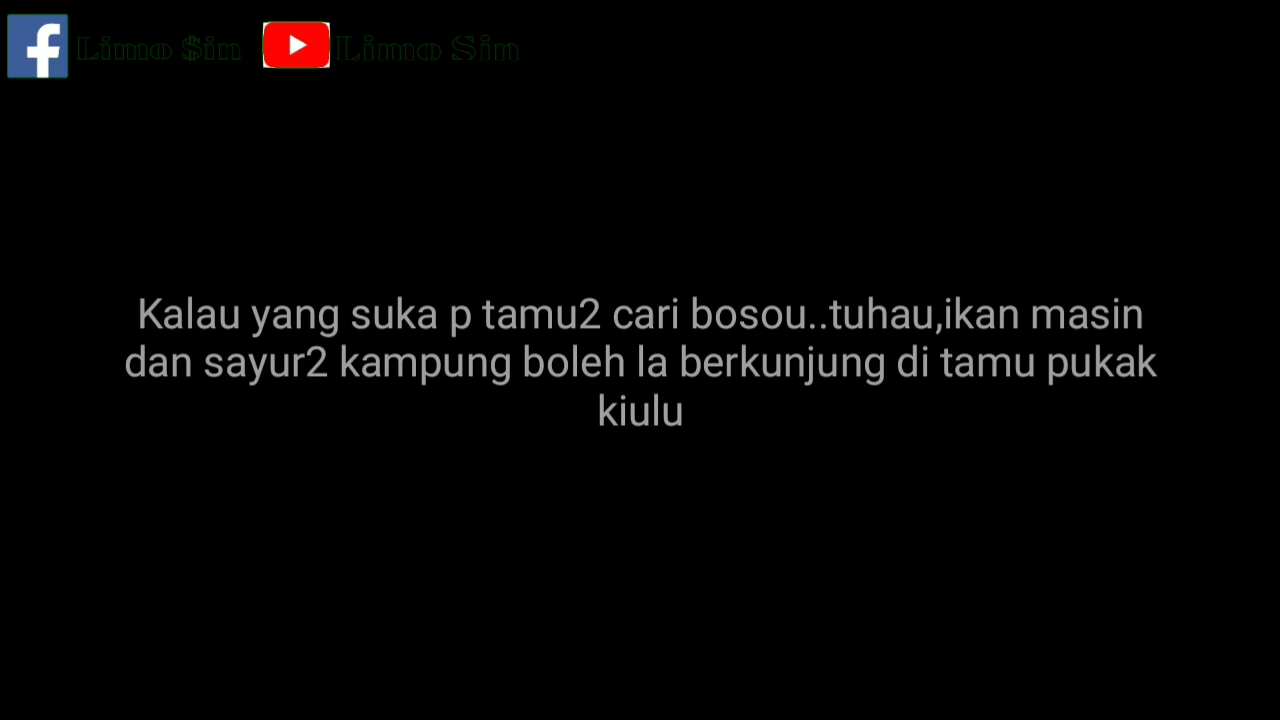 Limo $in Limo Sin
Kalau yang suka p tamu2 cari bosou..tuhau,ikan masin
dan sayur2 kampung boleh la berkunjung di tamu pukak
kiulu